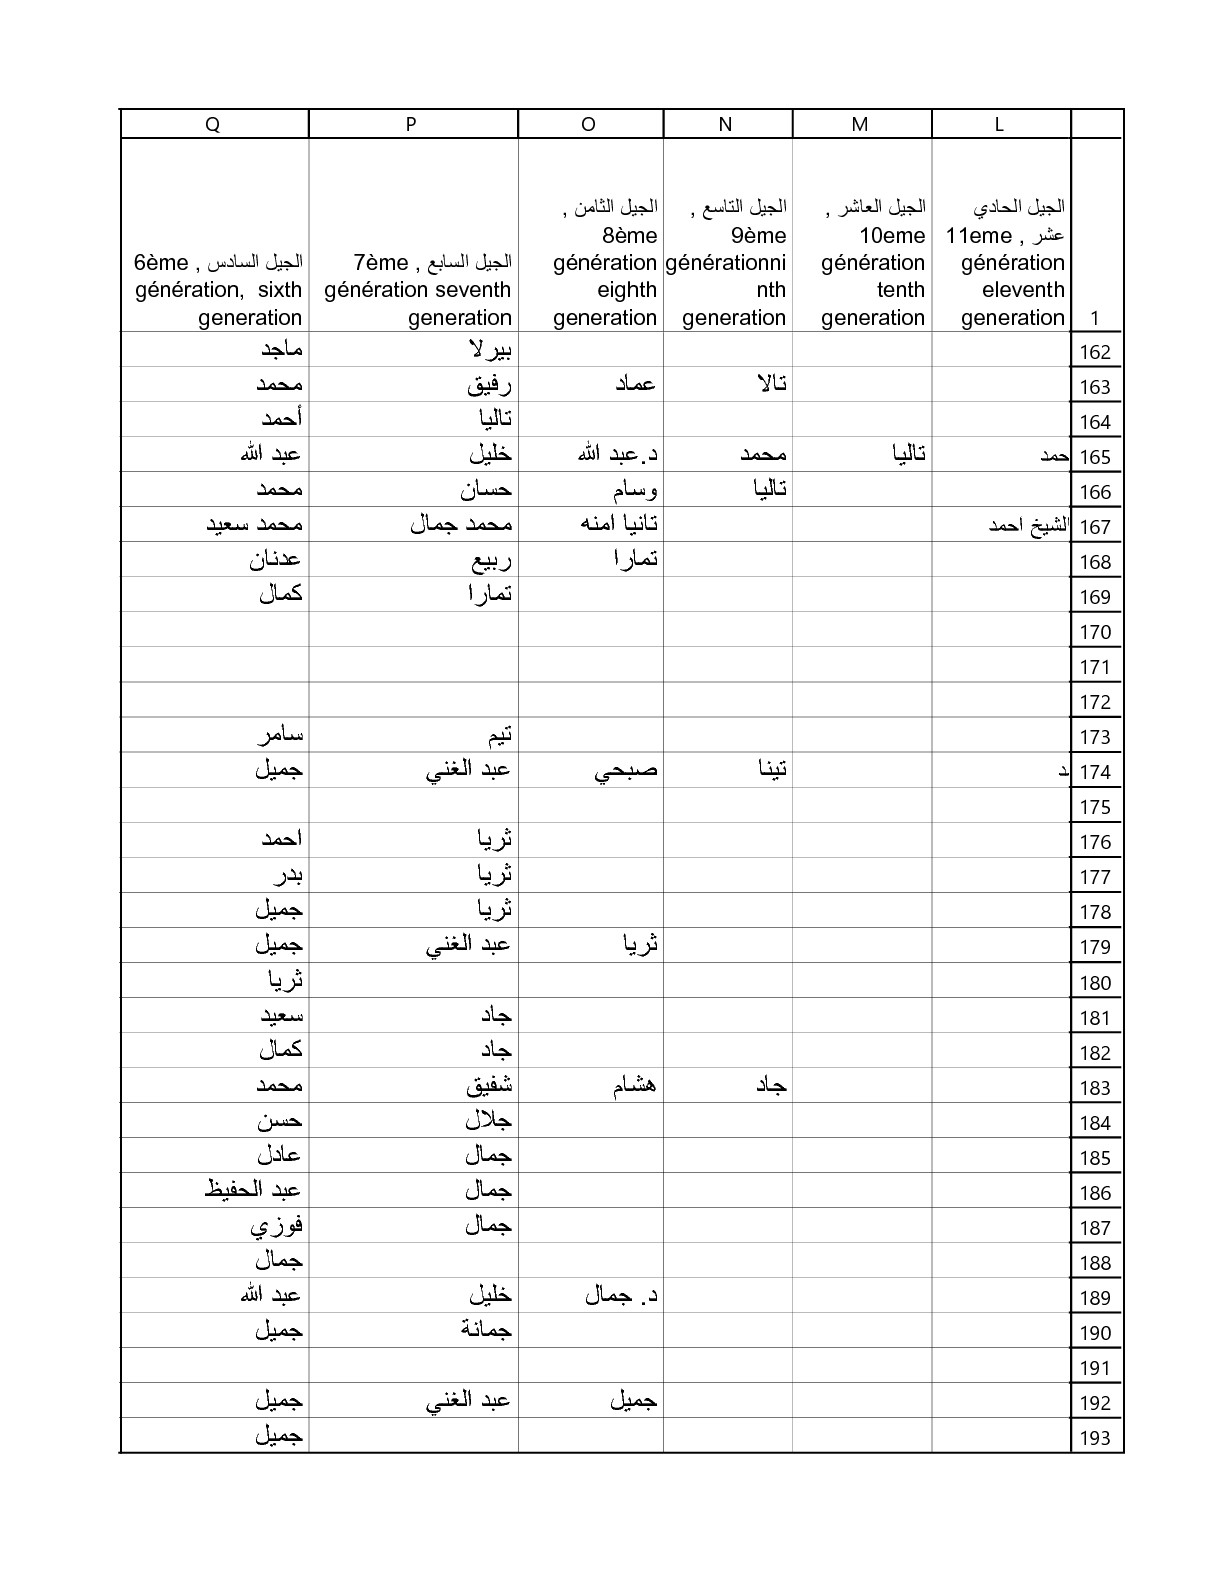 L M N O P Q
الجيل الحادي عشر , 11eme génération eleventh generation
الجيل العاشر , 10eme génération tenth generation
الجيل التاسع , 9ème générationni nth generation
الجيل الثامن , 8ème génération eighth generation
الجيل السابع , 7ème génération seventh generation
الجيل السادس , 6ème génération, sixth generation
1
162 بيرلا ماجد
163 تالا عماد رفيق محمد
164 تاليا أحمد
165 حمد تاليا محمد د.عبد الله خليل عبد الله
166 تاليا وسام حسان محمد
167 الشيخ احمد تانيا امنه محمد جمال محمد سعيد
168 تمارا ربيع عدنان
169 تمارا كمال
170
171
172
173 تيم سامر
174 د تينا صبحي عبد الغني جميل
175
176 ثريا احمد
177 ثريا بدر
178 ثريا جميل
179 ثريا عبد الغني جميل
180 ثريا
181 جاد سعيد
182 جاد كمال
183 جاد هشام شفيق محمد
184 جلال حسن
185 جمال عادل
186 جمال عبد الحفيظ
187 جمال فوزي
188 جمال
189 د. جمال خليل عبد الله
190 جمانة جميل
191
192 جميل عبد الغني جميل
193 جميل